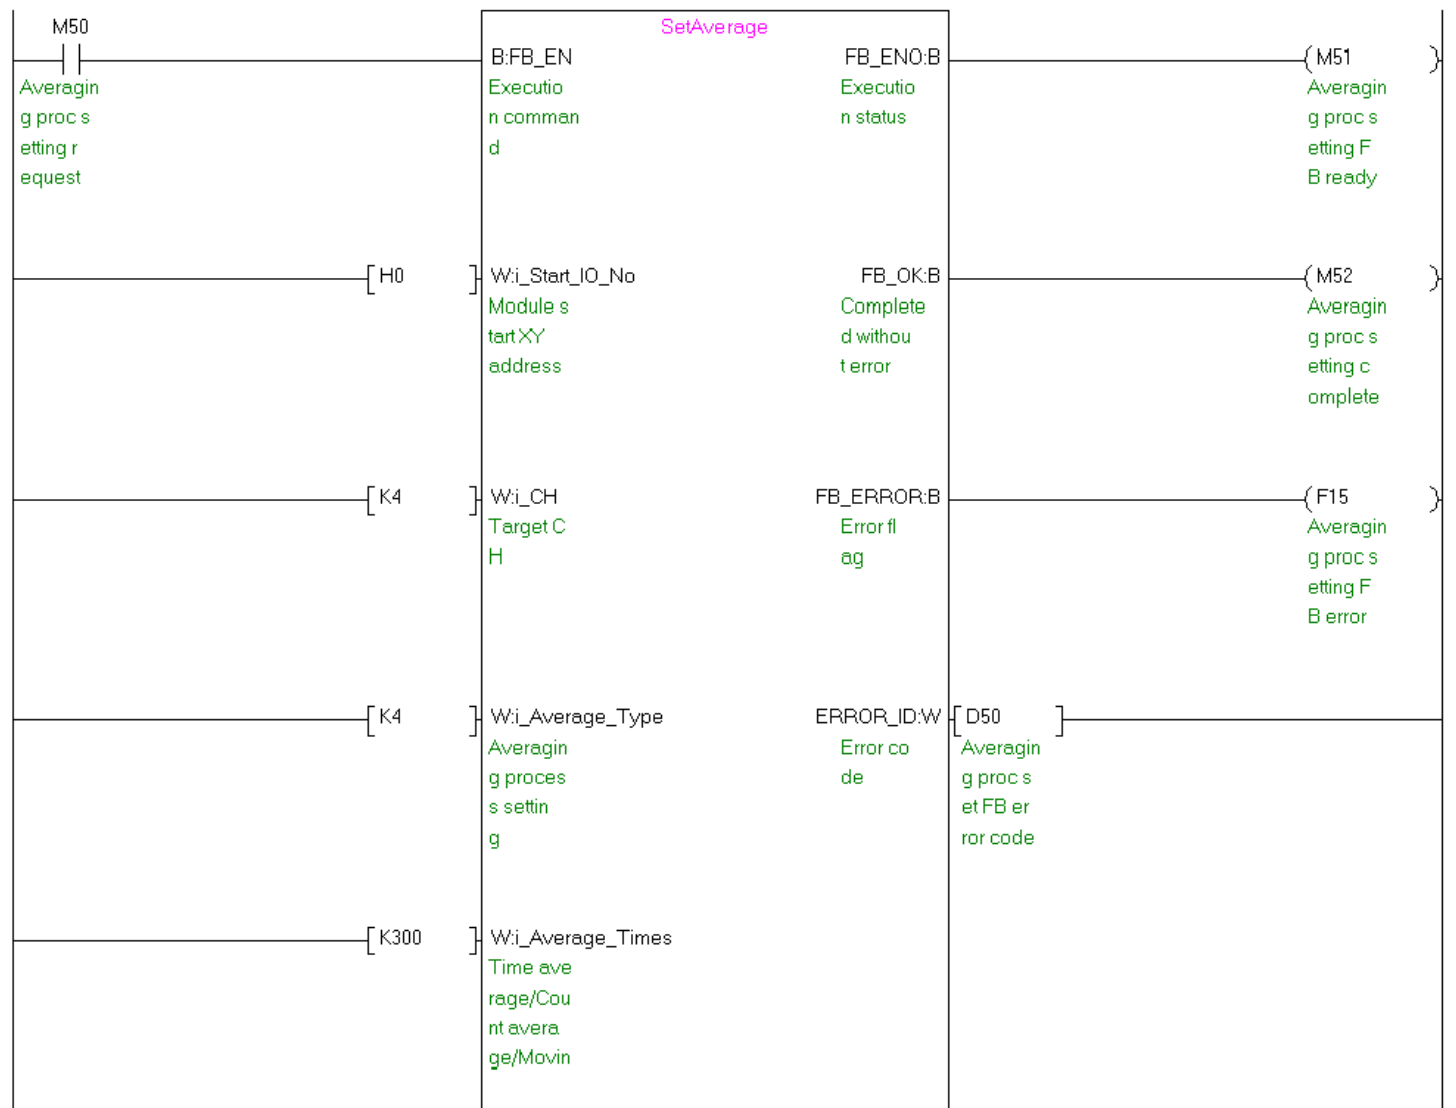 M50
SetAverage
B:FB_EN
FB_ENO:B
M51
Averagin
g proc s
etting r
equest
Executio
n comman
d
Executio
n status
Averagin
g proc s
etting F
B ready
H0
W:i_Start_IO_No
FB_OK:B
M52
Module s
tart XY
address
Complete
d withou
t error
Averagin
g proc s
etting c
omplete
K4
W:i_CH
FB_ERROR:B
F15
Target C
H
Error fl
ag
Averagin
g proc s
etting F
B error
K4
W:i_Average_Type
ERROR_ID:W
D50
Averagin
g proces
s settin
g
Error co
de
Averagin
g proc s
et FB er
ror code
K300
W:i_Average_Times
Time ave
rage/Cou
nt avera
ge/Movin